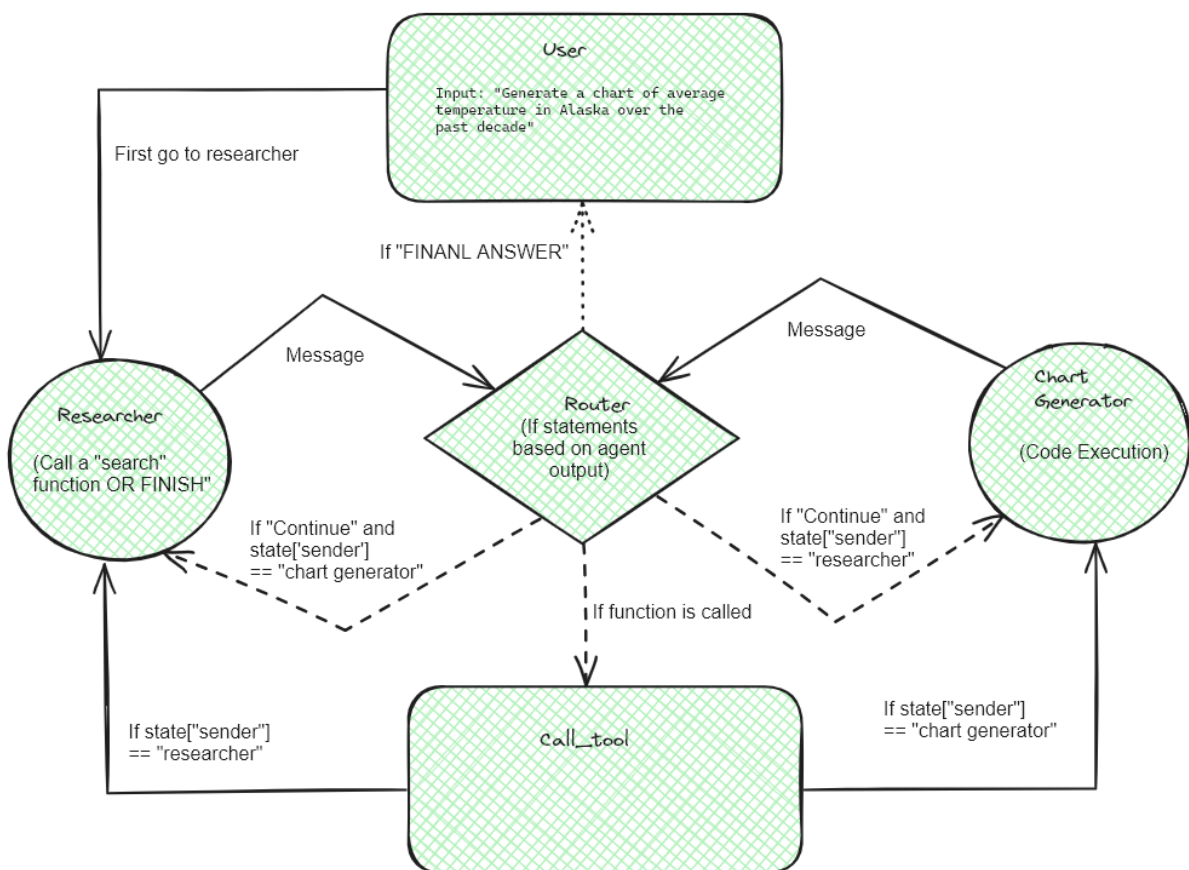 User
Input: "Generate a chart of average
temperature in Alaska over the
past decade"
First go to researcher
If "FINANL ANSWER"
Message
Message
Researcher
(Call a "search"
function OR FINISH"
Router
(If statements
based on agent
output)
Chart
Generator
(Code Execution)
If "Continue" and
state['sender']
== "chart generator"
If "Continue" and
state["sender"]
== "researcher"
If function is called
If state["sender"]
== "researcher"
Call_tool
If state["sender"]
== "chart generator"